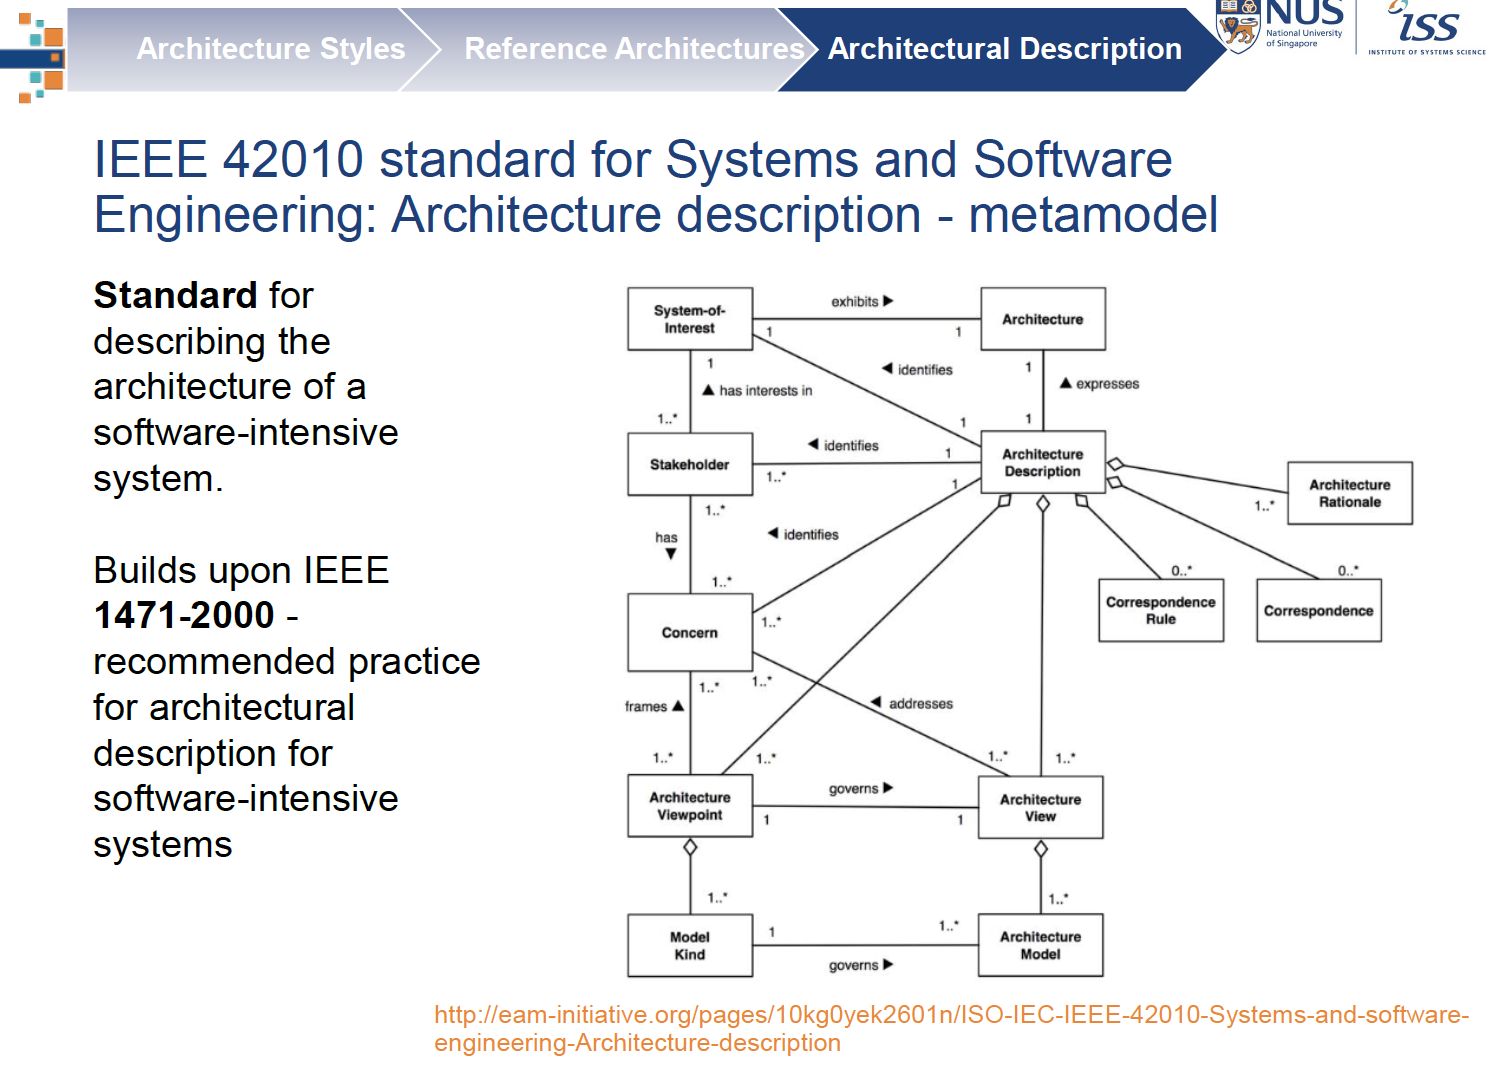 Architecture Styles
Reference Architectures
Architectural Description
NUS
National University
of Singapore
iss
INSTITUTE OF SYSTEMS SCIENCE
IEEE 42010 standard for Systems and Software
Engineering: Architecture description - metamodel
Standard for
describing the
architecture of a
software-intensive
system.
Builds upon IEEE
1471-2000 -
recommended practice
for architectural
description for
software-intensive
systems
System-of-
Interest
exhibits ▶
1
1
Architecture
1
◀ identifies
1
▲ has interests in
▲ expresses
1..*
1
1
Stakeholder
◀ identifies
1
1..*
Architecture
Description
1
Architecture
Rationale
1..*
1..*
has
▼
◀ identifies
1..*
0..*
0..*
Correspondence
Rule
Correspondence
Concern
1..*
1..*
1..*
frames ▲
◀ addresses
1..*
1..*
1..*
1..*
Architecture
Viewpoint
governs ▶
1
1
Architecture
View
1..*
1..*
Model
Kind
1
1..*
governs ▶
Architecture
Model
http://eam-initiative.org/pages/10kg0yek2601n/ISO-IEC-IEEE-42010-Systems-and-software-
engineering-Architecture-description